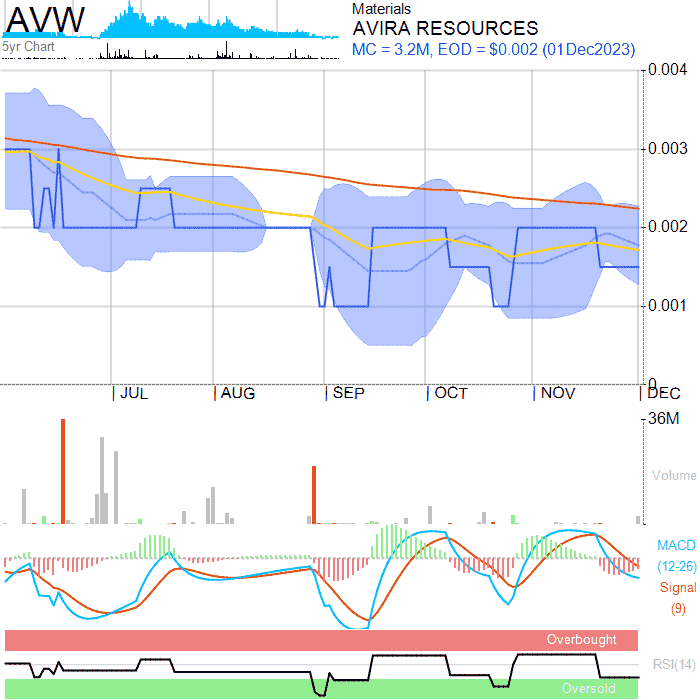 AVW
5yr Chart
Materials
AVIRA RESOURCES
MC = 3.2M, EOD = $0.002 (01Dec2023)
0.004
0.003
0.002
0.001
0
JUL AUG SEP OCT NOV DEC
36M
Volume
MACD
(12-26)
Signal
(9)
Overbought
RSI(14)
Oversold